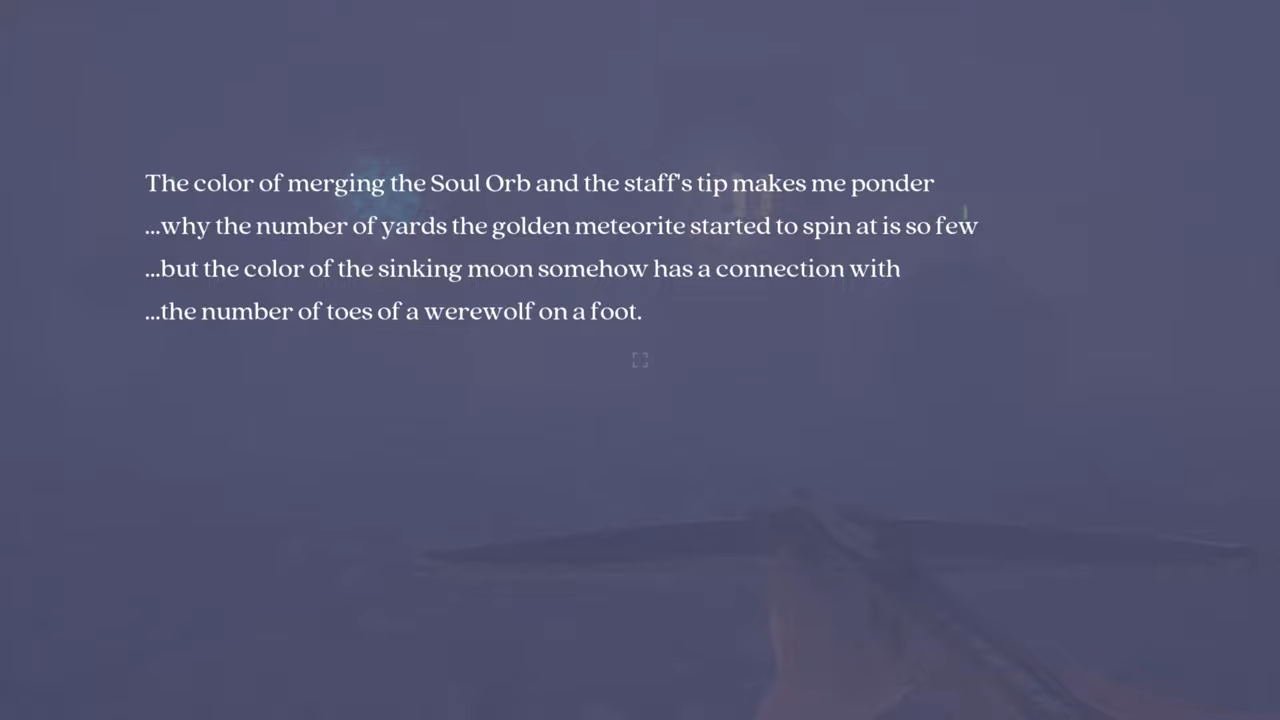 The color of merging the Soul Orb and the staff's tip makes me ponder
...why the number of yards the golden meteorite started to spin at is so few
...but the color of the sinking moon somehow has a connection with
...the number of toes of a werewolf on a foot.